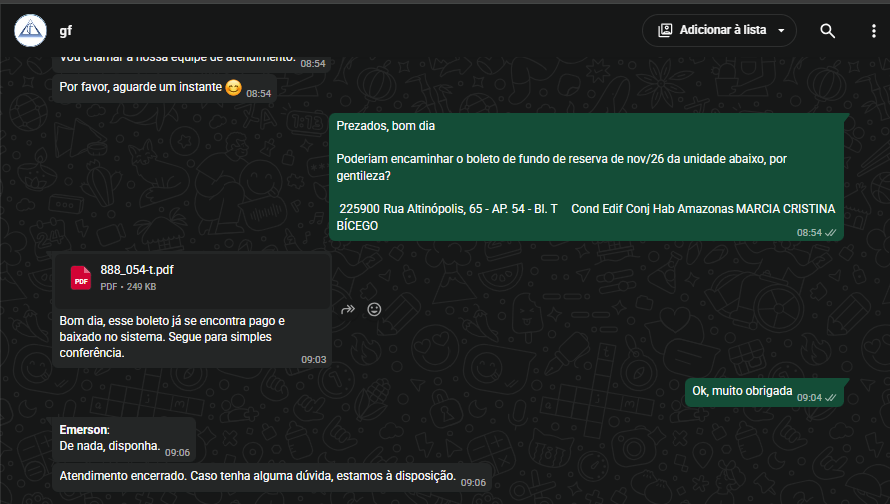 gf
Adicionar à lista
Vou chamar a nossa equipe de atendimento. 08:54
Por favor, aguarde um instante 😊 08:54
Prezados, bom dia
Poderiam encaminhar o boleto de fundo de reserva de nov/26 da unidade abaixo, por
gentileza?
225900 Rua Altinópolis, 65 - AP. 54 - Bl. T Cond Edif Conj Hab Amazonas MARCIA CRISTINA
BÍCEGO
08:54
888_054-t.pdf
PDF
PDF • 249 KB
Bom dia, esse boleto já se encontra pago e
baixado no sistema. Segue para simples
conferência.
09:03
Ok, muito obrigada 09:04
Emerson:
De nada, disponha. 09:06
Atendimento encerrado. Caso tenha alguma dúvida, estamos à disposição. 09:06